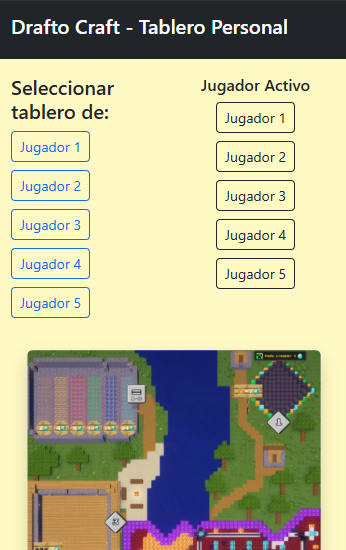 Drafto Craft - Tablero Personal
Seleccionar
tablero de:
Jugador 1
Jugador 2
Jugador 3
Jugador 4
Jugador 5
Jugador Activo
Jugador 1
Jugador 2
Jugador 3
Jugador 4
Jugador 5